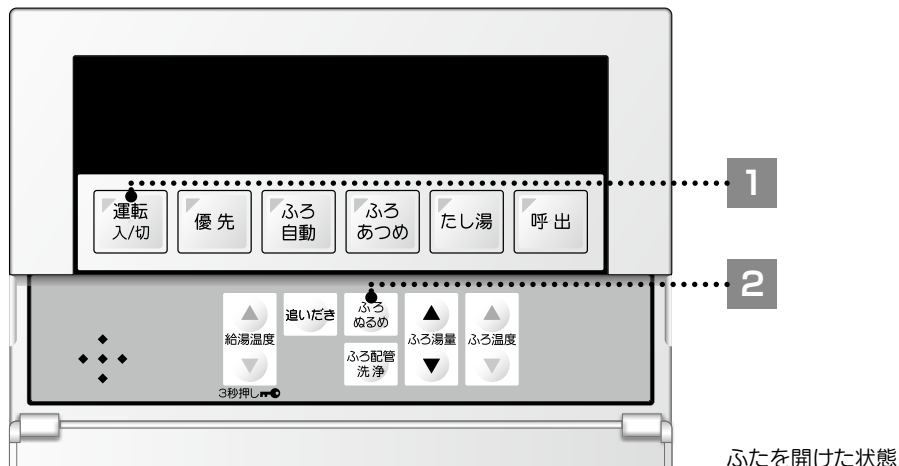 運転
入/切
優先
ふろ
自動
ふろ
あつめ
たし湯
呼出
1
2
給湯温度
3秒押し
追いだき
ふろ
ぬるめ
ふろ配管
洗浄
ふろ湯量
ふろ温度
ふたを開けた状態